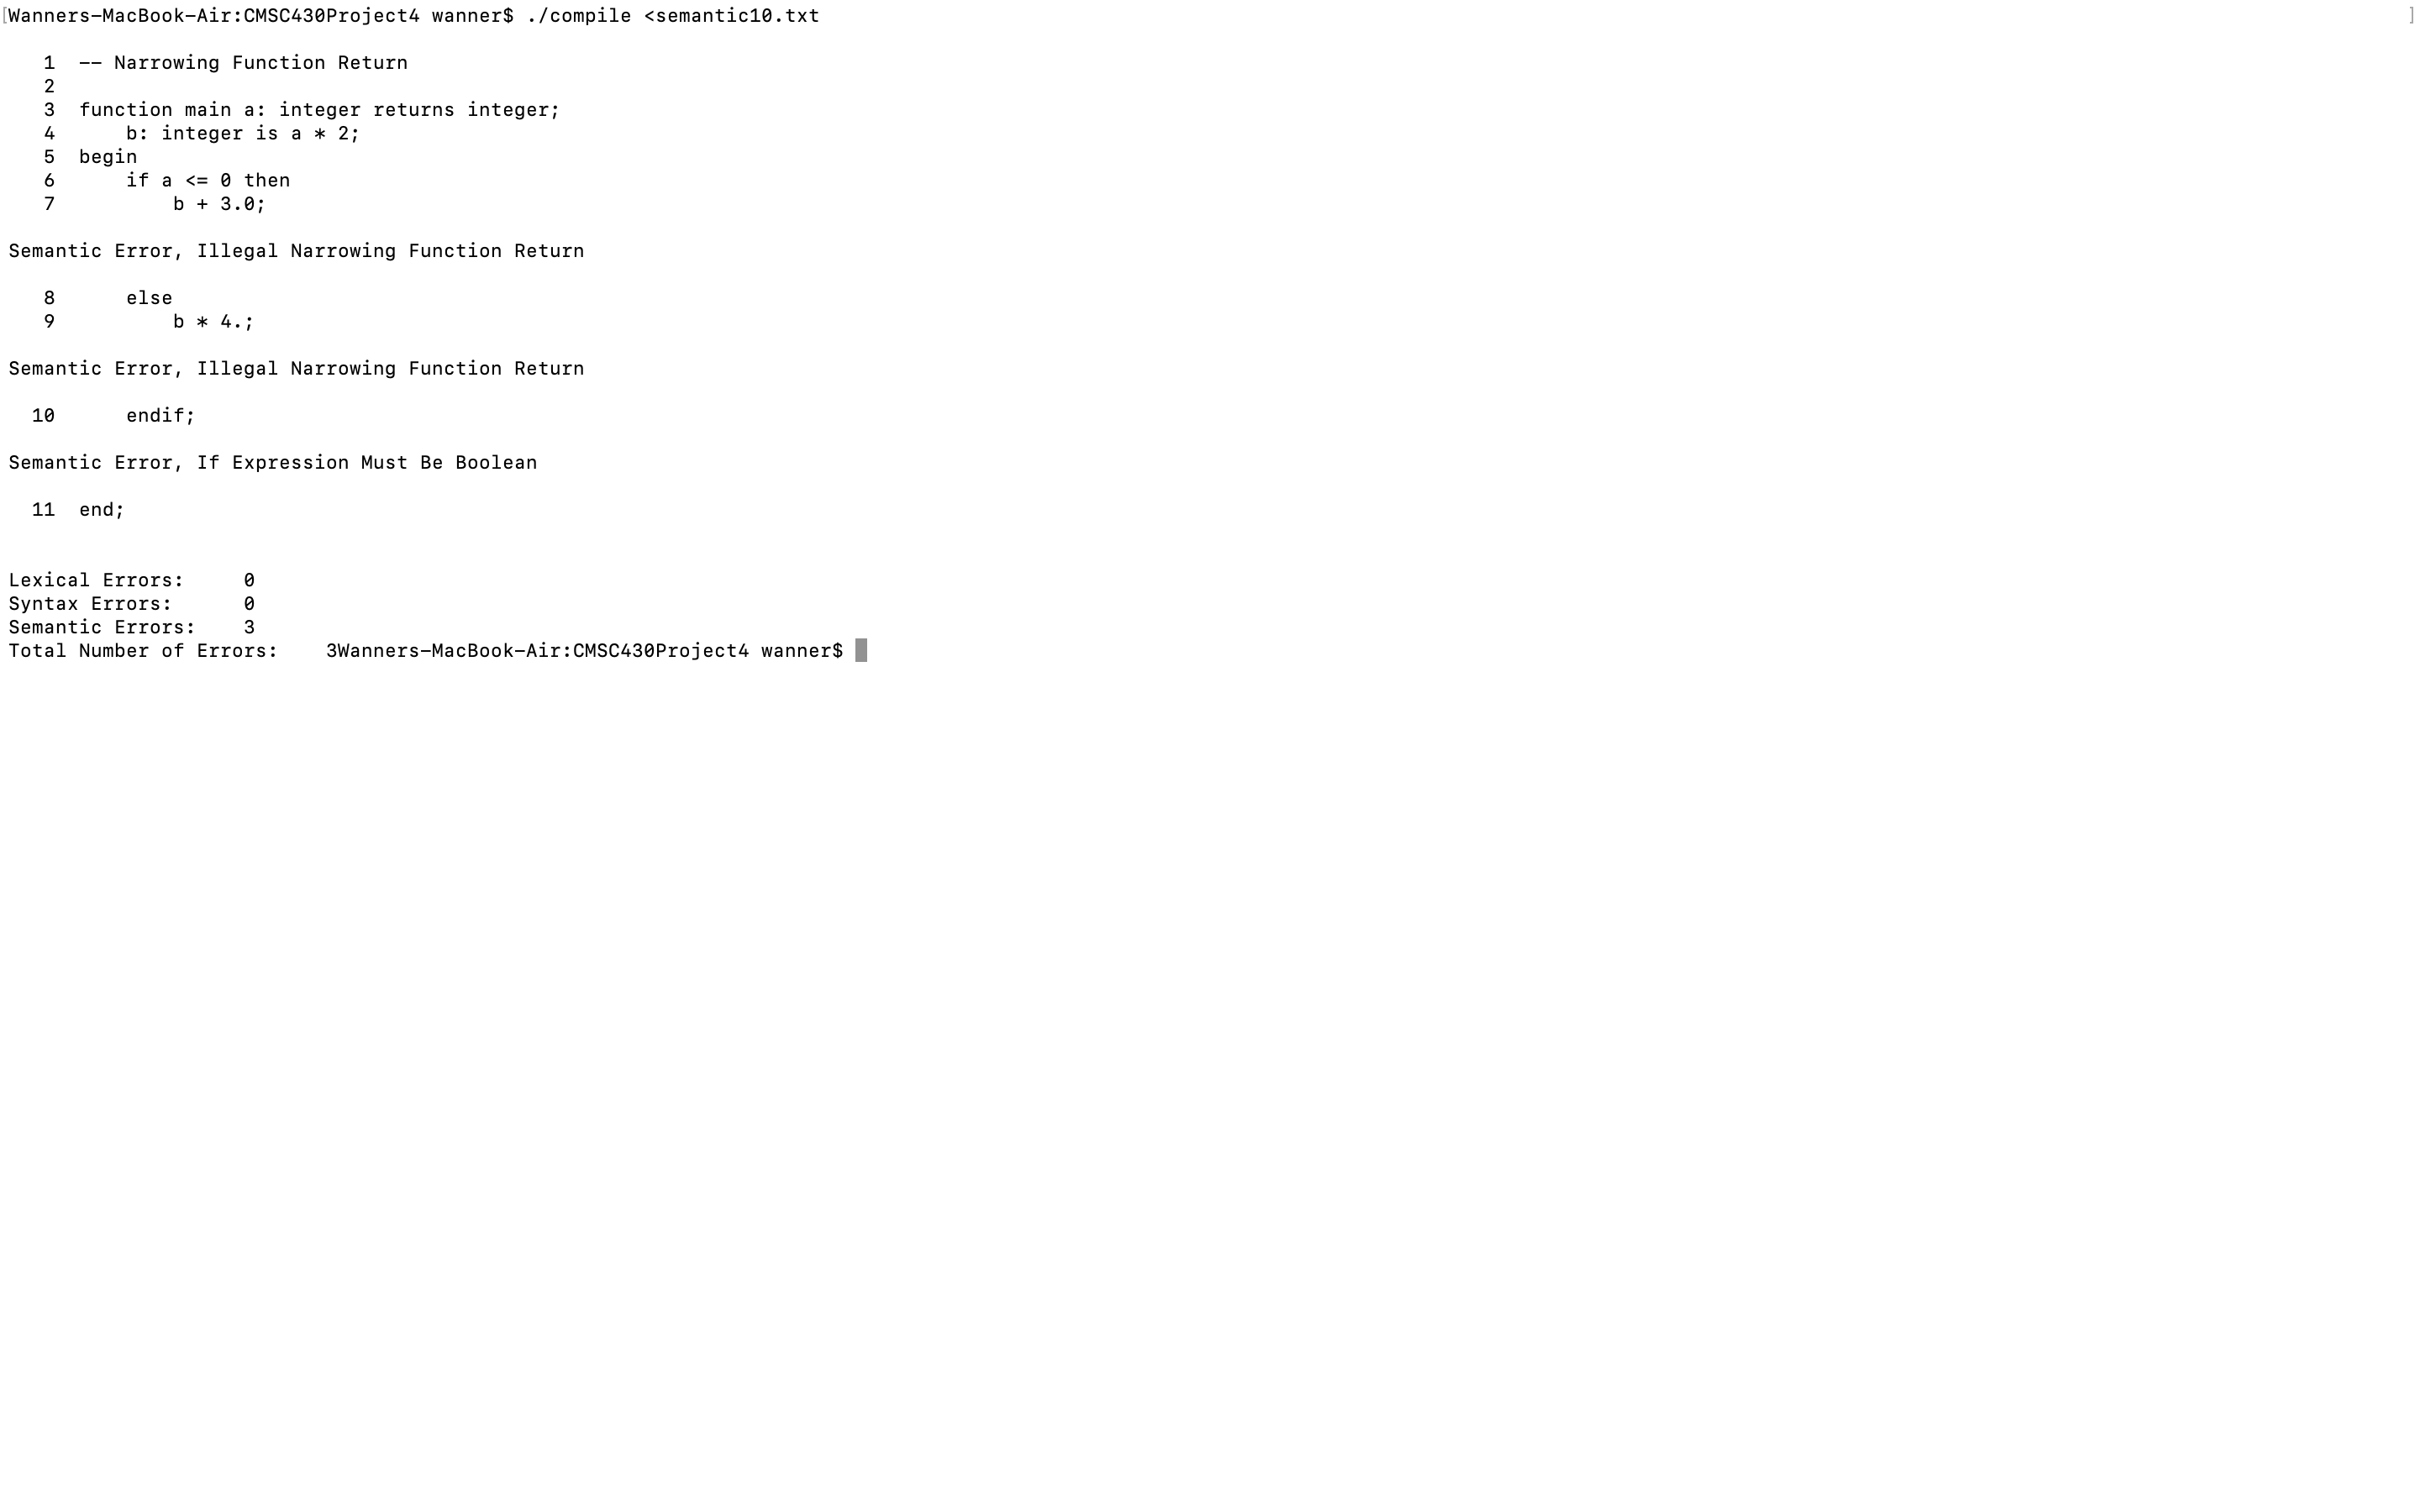 [Wanners-MacBook-Air:CMSC430Project4 wanner$ ./compile <semantic10.txt ]
1 -- Narrowing Function Return
2
3 function main a: integer returns integer;
4 b: integer is a * 2;
5 begin
6 if a <= 0 then
7 b + 3.0;
Semantic Error, Illegal Narrowing Function Return
8 else
9 b * 4.;
Semantic Error, Illegal Narrowing Function Return
10 endif;
Semantic Error, If Expression Must Be Boolean
11 end;
Lexical Errors: 0
Syntax Errors: 0
Semantic Errors: 3
Total Number of Errors: 3Wanners-MacBook-Air:CMSC430Project4 wanner$